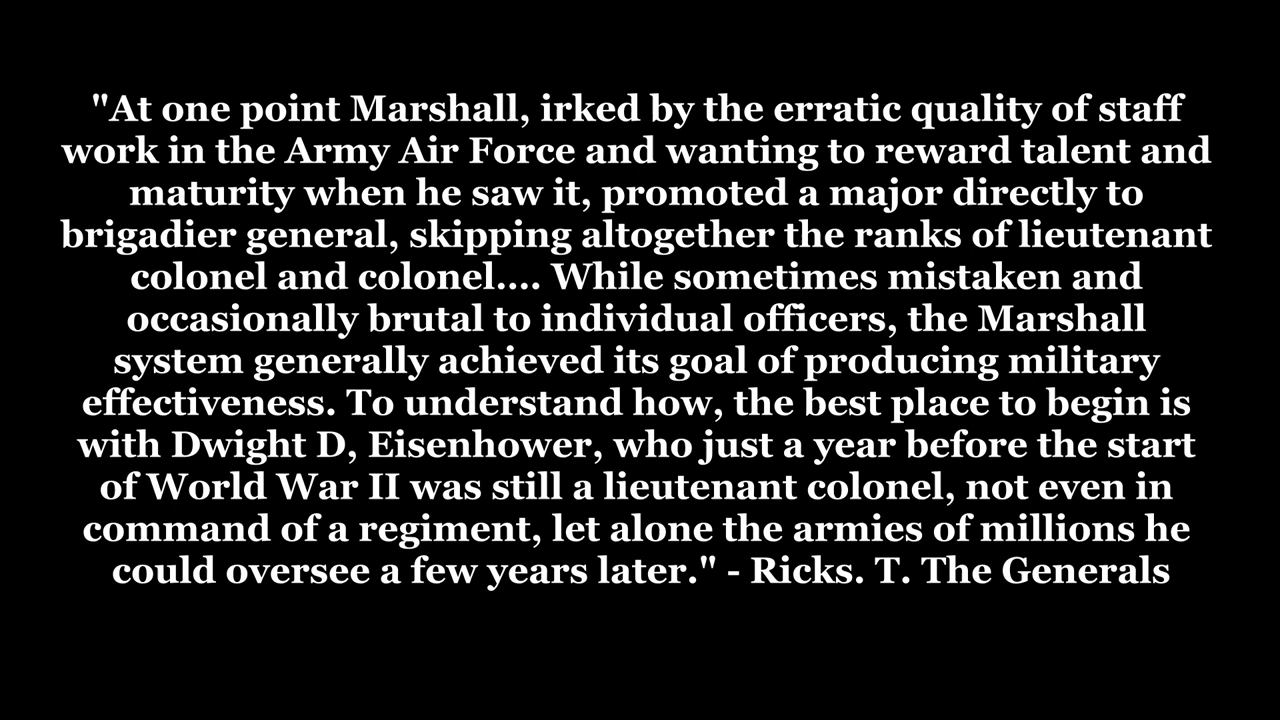 "At one point Marshall, irked by the erratic quality of staff
work in the Army Air Force and wanting to reward talent and
maturity when he saw it, promoted a major directly to
brigadier general, skipping altogether the ranks of lieutenant
colonel and colonel.... While sometimes mistaken and
occasionally brutal to individual officers, the Marshall
system generally achieved its goal of producing military
effectiveness. To understand how, the best place to begin is
with Dwight D, Eisenhower, who just a year before the start
of World War II was still a lieutenant colonel, not even in
command of a regiment, let alone the armies of millions he
could oversee a few years later." - Ricks. T. The Generals